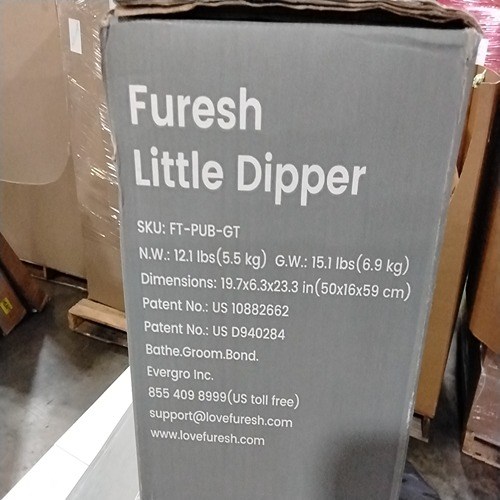 Furesh
Little Dipper
SKU: FT-PUB-GT
N.W.: 12.1 lbs(5.5 kg) G.W.: 15.1 lbs(6.9 kg)
Dimensions: 19.7x6.3x23.3 in(50x16x59 cm)
Patent No.: US 10882662
Patent No.: US D940284
Bathe.Groom.Bond.
Evergro Inc.
855 409 8999(US toll free)
support@lovefuresh.com
www.lovefuresh.com